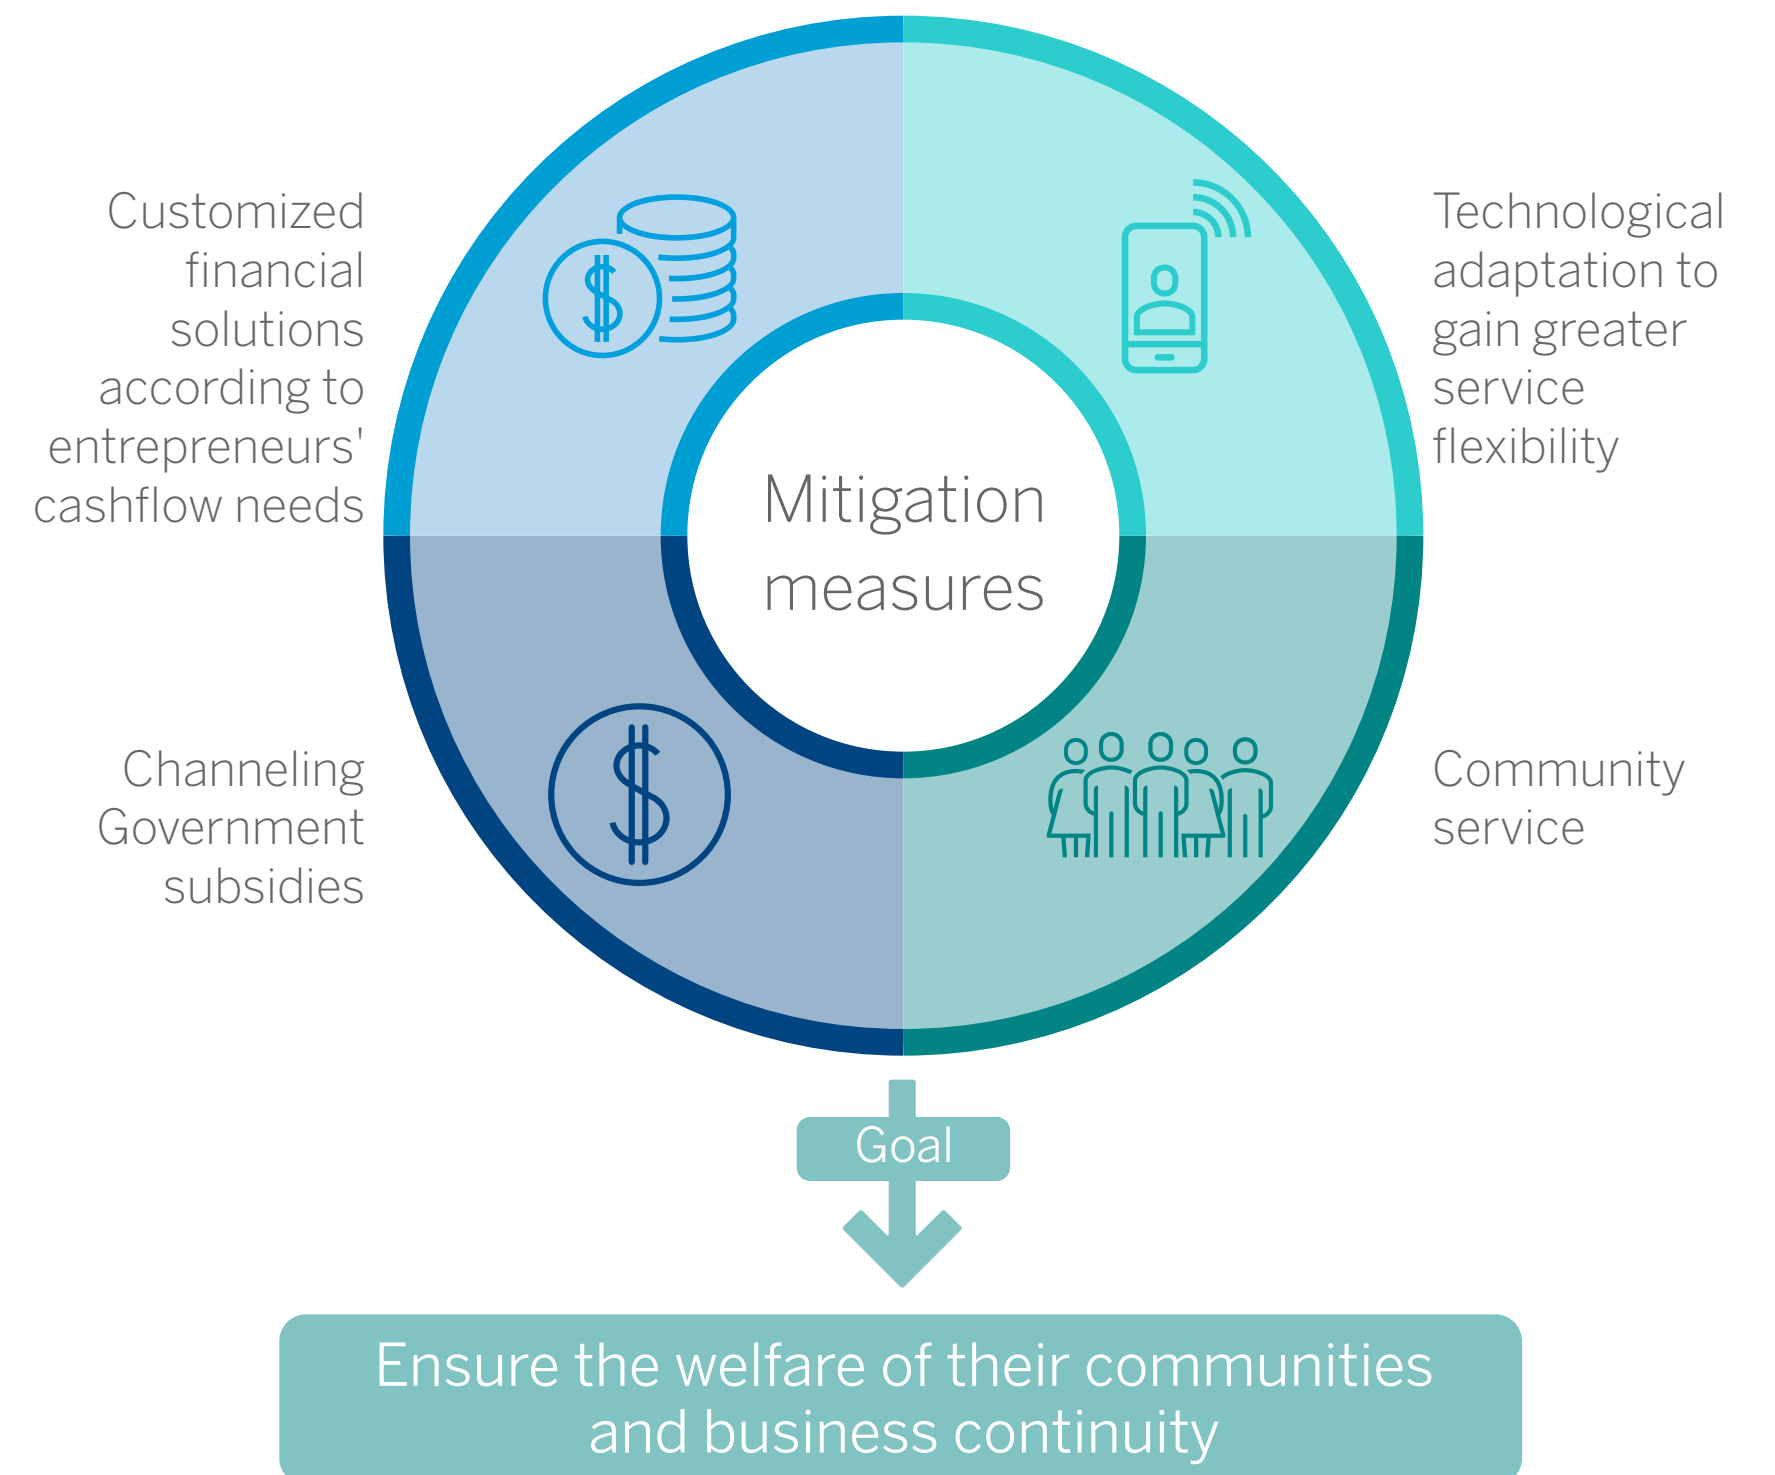 Customized
financial
solutions
according to
entrepreneurs'
cashflow needs
Technological
adaptation to
gain greater
service
flexibility
Mitigation
measures
Channeling
Government
subsidies
Community
service
Goal
Ensure the welfare of their communities
and business continuity